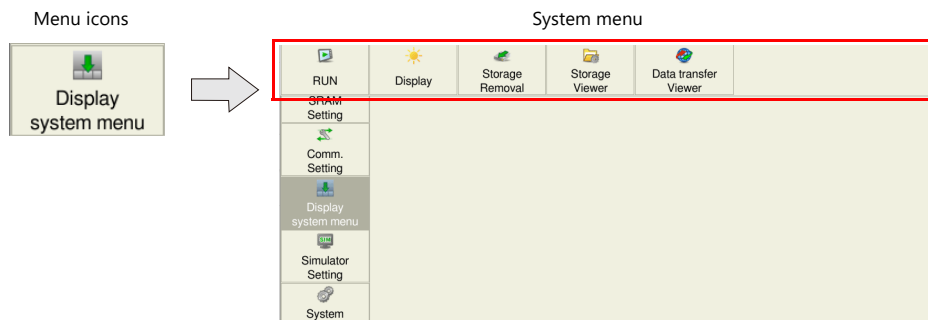 Menu icons
System menu
Display
system menu
RUN
Display
Storage
Removal
Storage
Viewer
Data transfer
Viewer
SRAM
Setting
Comm.
Setting
Display
system menu
Simulator
Setting
System